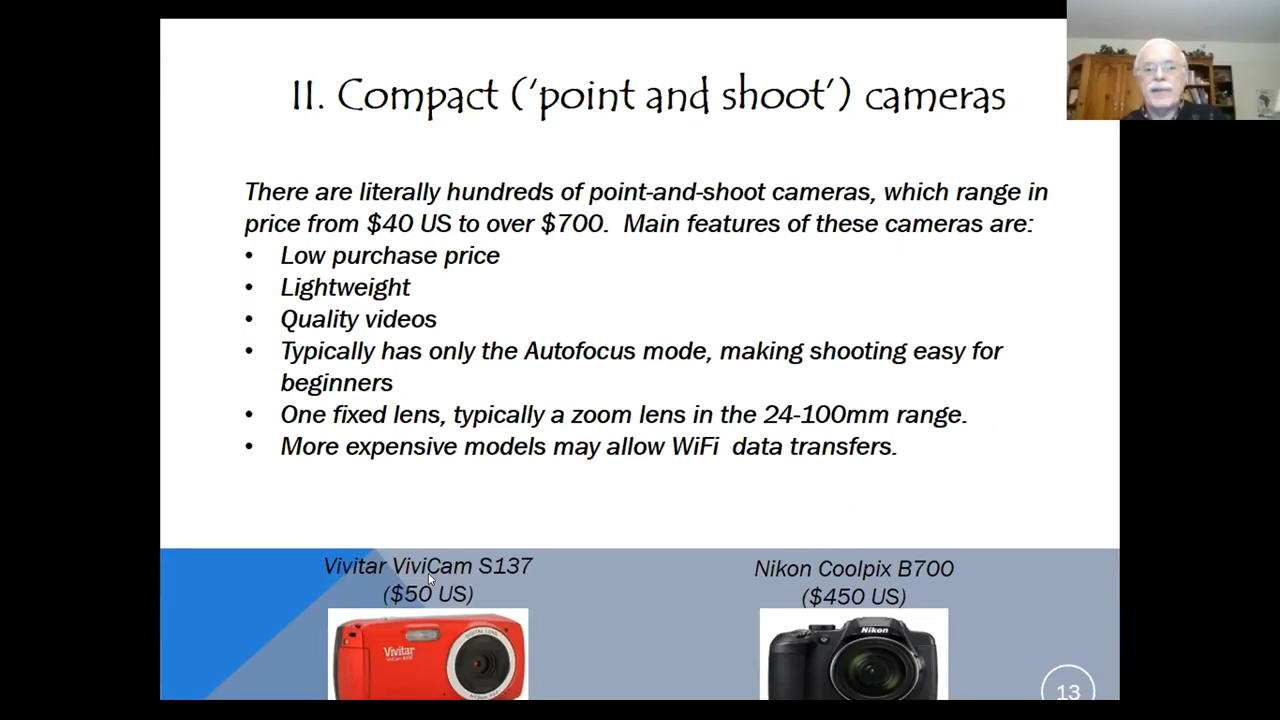 II. Compact ('point and shoot') cameras
There are literally hundreds of point-and-shoot cameras, which range in
price from $40 US to over $700.  Main features of these cameras are:
• Low purchase price
• Lightweight
• Quality videos
• Typically has only the Autofocus mode, making shooting easy for
beginners
• One fixed lens, typically a zoom lens in the 24-100mm range.
• More expensive models may allow WiFi  data transfers.
Vivitar ViviCam S137
($50 US)
Nikon Coolpix B700
($450 US)
Vivitar
DIGITAL LENS
Nikon
13